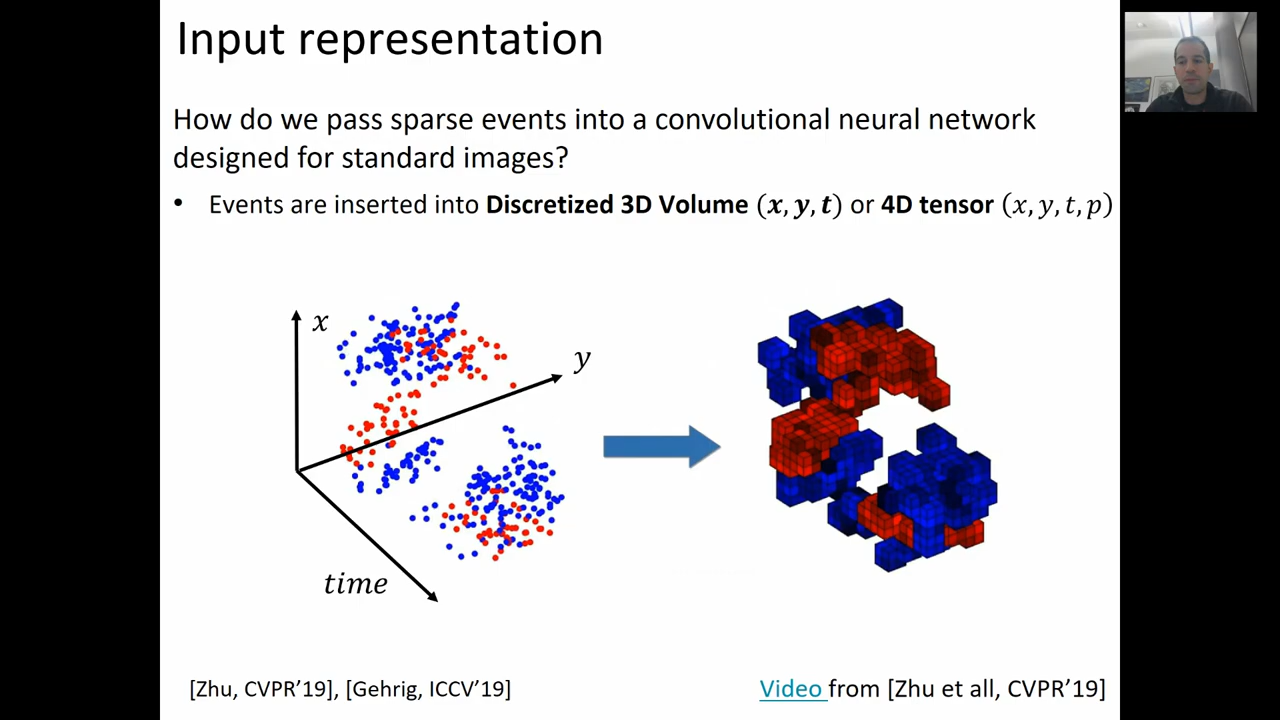 Input representation
How do we pass sparse events into a convolutional neural network
designed for standard images?
• Events are inserted into Discretized 3D Volume (x, y, t) or 4D tensor (x, y, t, p)
x
y
time
[Zhu, CVPR’19], [Gehrig, ICCV’19]
Video from [Zhu et all, CVPR’19]